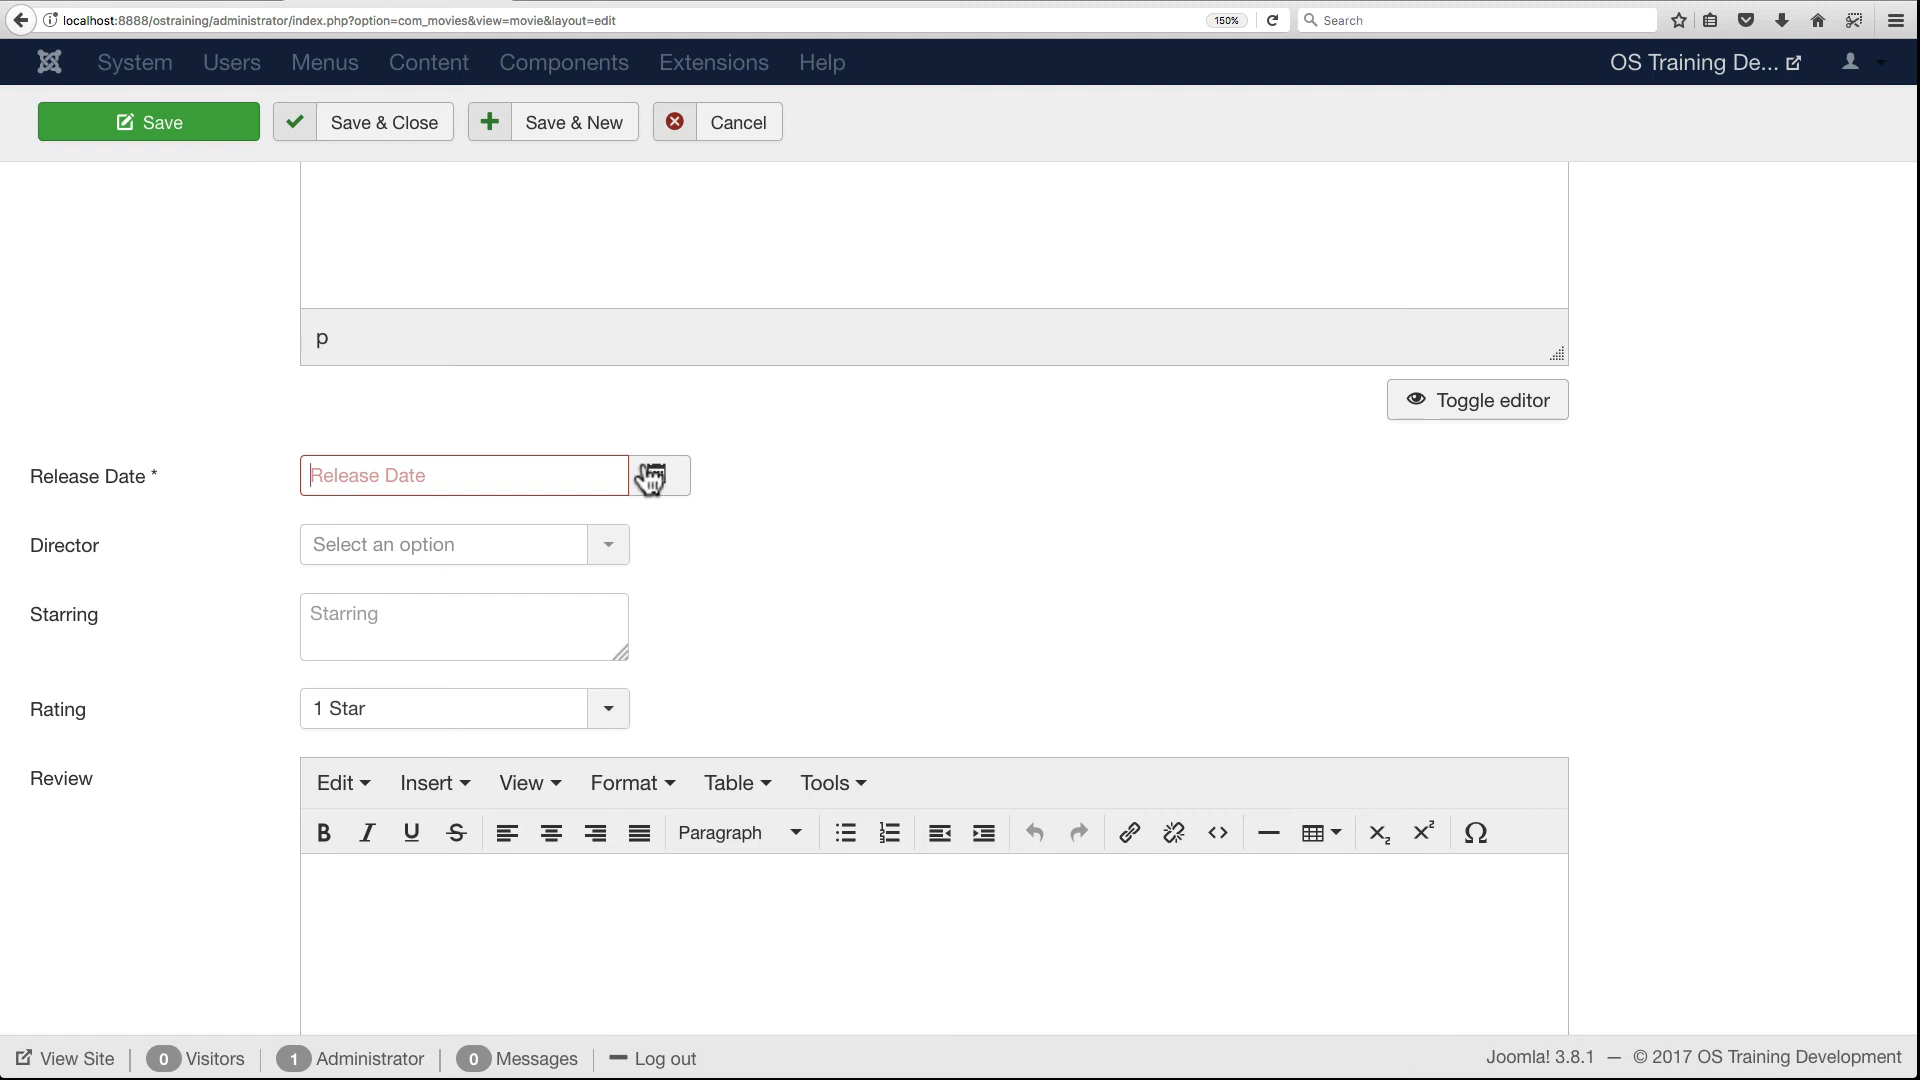 localhost:8888/ostraining/administrator/index.php?option=com_movies&view=movie&layout=edit 150% Search
System Users Menus Content Components Extensions Help OS Training De...
Save Save & Close Save & New Cancel
p
Toggle editor
Release Date * Release Date
Director Select an option
Starring Starring
Rating 1 Star
Review Edit Insert View Format Table Tools
B I U S Paragraph X₂ X² Ω
View Site 0 Visitors 1 Administrator 0 Messages Log out Joomla! 3.8.1 — © 2017 OS Training Development